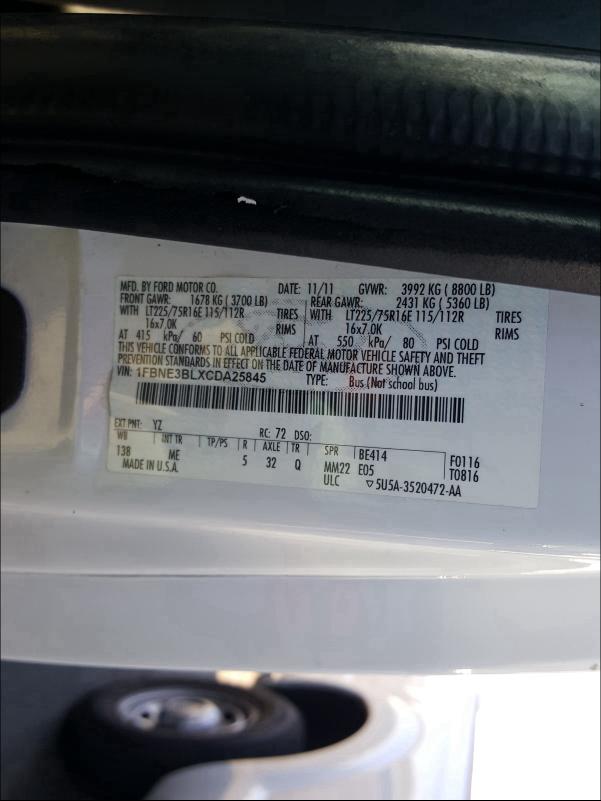 MFD. BY FORD MOTOR CO. DATE: 11/11 GVWR: 3992 KG ( 8800 LB)
FRONT GAWR: 1678 KG ( 3700 LB) REAR GAWR: 2431 KG ( 5360 LB)
WITH LT225/75R16E 115/112R TIRES WITH LT225/75R16E 115/112R TIRES
16x7.0K RIMS 16x7.0K RIMS
AT 415 kPa/ 60 PSI COLD AT 550 kPa/ 80 PSI COLD
THIS VEHICLE CONFORMS TO ALL APPLICABLE FEDERAL MOTOR VEHICLE SAFETY AND THEFT
PREVENTION STANDARDS IN EFFECT ON THE DATE OF MANUFACTURE SHOWN ABOVE.
VIN: 1FBNE3BLXCDA25845 TYPE: Bus (Not school bus)
EXT PNT: YZ RC: 72 DSO:
WB INT TR TP/PS R AXLE TR SPR BE414 F0116
138 ME 5 32 Q MM22 E05 T0816
MADE IN U.S.A. ULC ▽5U5A-3520472-AA